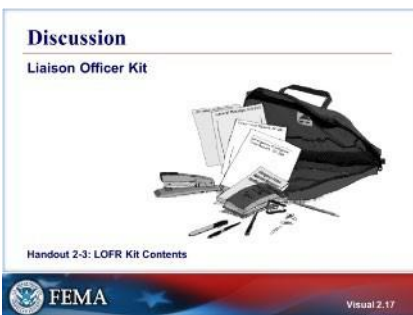 Discussion
Liaison Officer Kit
Handout 2-3: LOFR Kit Contents
FEMA
Visual 2.17